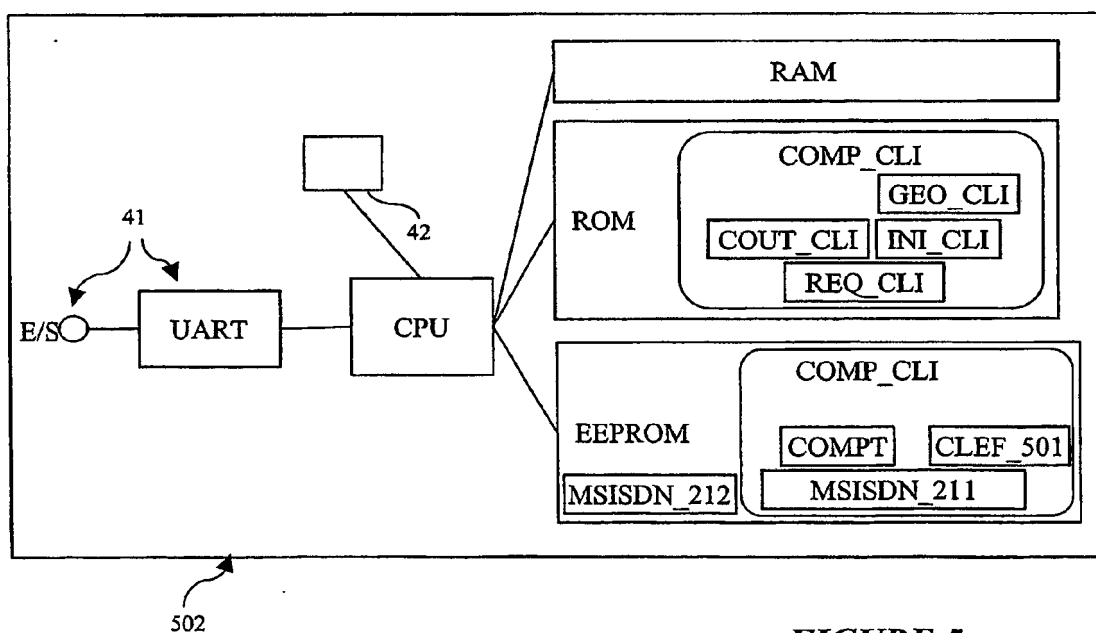 RAM
COMP_CLI
GEO_CLI
ROM
COUT_CLI
INI_CLI
REQ_CLI
41
42
E/S
UART
CPU
COMP_CLI
EEPROM
COMPT
CLEF_501
MSISDN_212
MSISDN_211
502
FIGURE 5